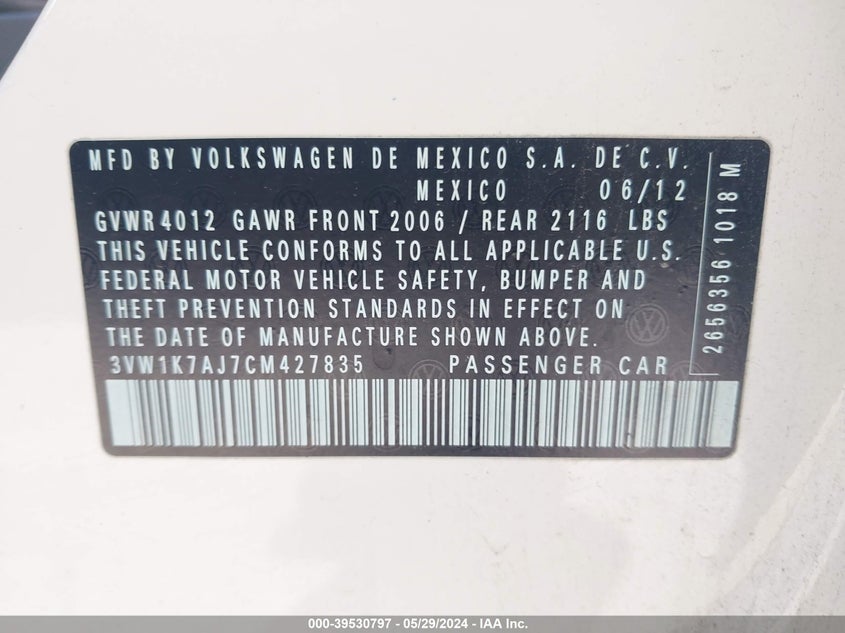 MFD BY VOLKSWAGEN DE MEXICO S.A. DE C.V.
MEXICO 06/12
GVWR 4012 GAWR FRONT 2006 / REAR 2116 LBS
THIS VEHICLE CONFORMS TO ALL APPLICABLE U.S.
FEDERAL MOTOR VEHICLE SAFETY, BUMPER AND
THEFT PREVENTION STANDARDS IN EFFECT ON
THE DATE OF MANUFACTURE SHOWN ABOVE.
3VW1K7AJ7CM427835 PASSENGER CAR
2656356 1018 M
000-39530797 - 05/29/2024 - IAA Inc.